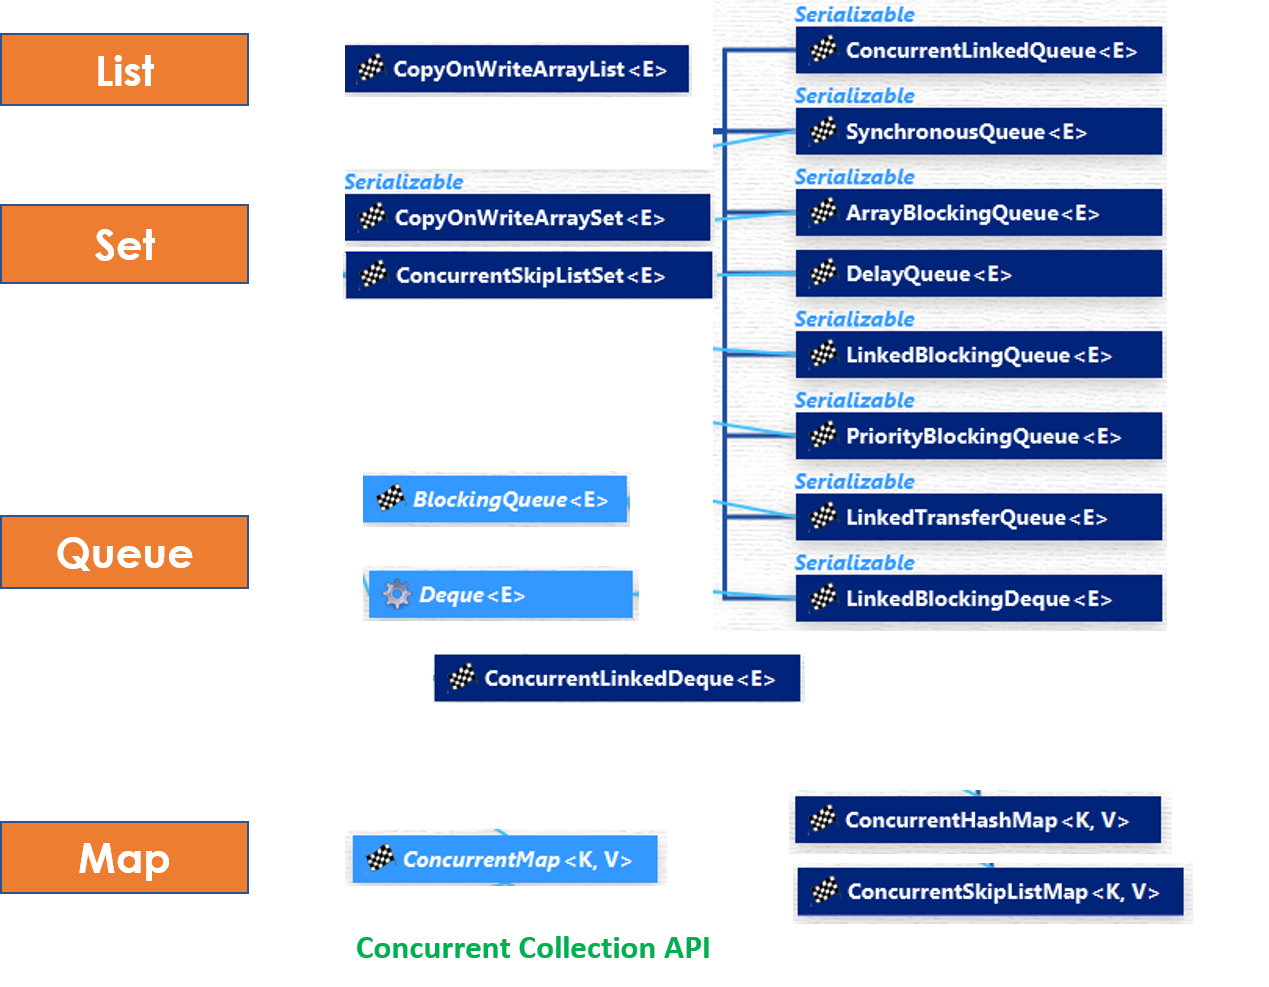 List
CopyOnWriteArrayList<E>
Serializable
ConcurrentLinkedQueue<E>
Serializable
SynchronousQueue<E>
Serializable
ArrayBlockingQueue<E>
DelayQueue<E>
Serializable
LinkedBlockingQueue<E>
Serializable
PriorityBlockingQueue<E>
Serializable
LinkedTransferQueue<E>
Serializable
LinkedBlockingDeque<E>
Set
Serializable
CopyOnWriteArraySet<E>
ConcurrentSkipListSet<E>
Queue
BlockingQueue<E>
Deque<E>
ConcurrentLinkedDeque<E>
Map
ConcurrentMap<K, V>
ConcurrentHashMap<K, V>
ConcurrentSkipListMap<K, V>
Concurrent Collection API